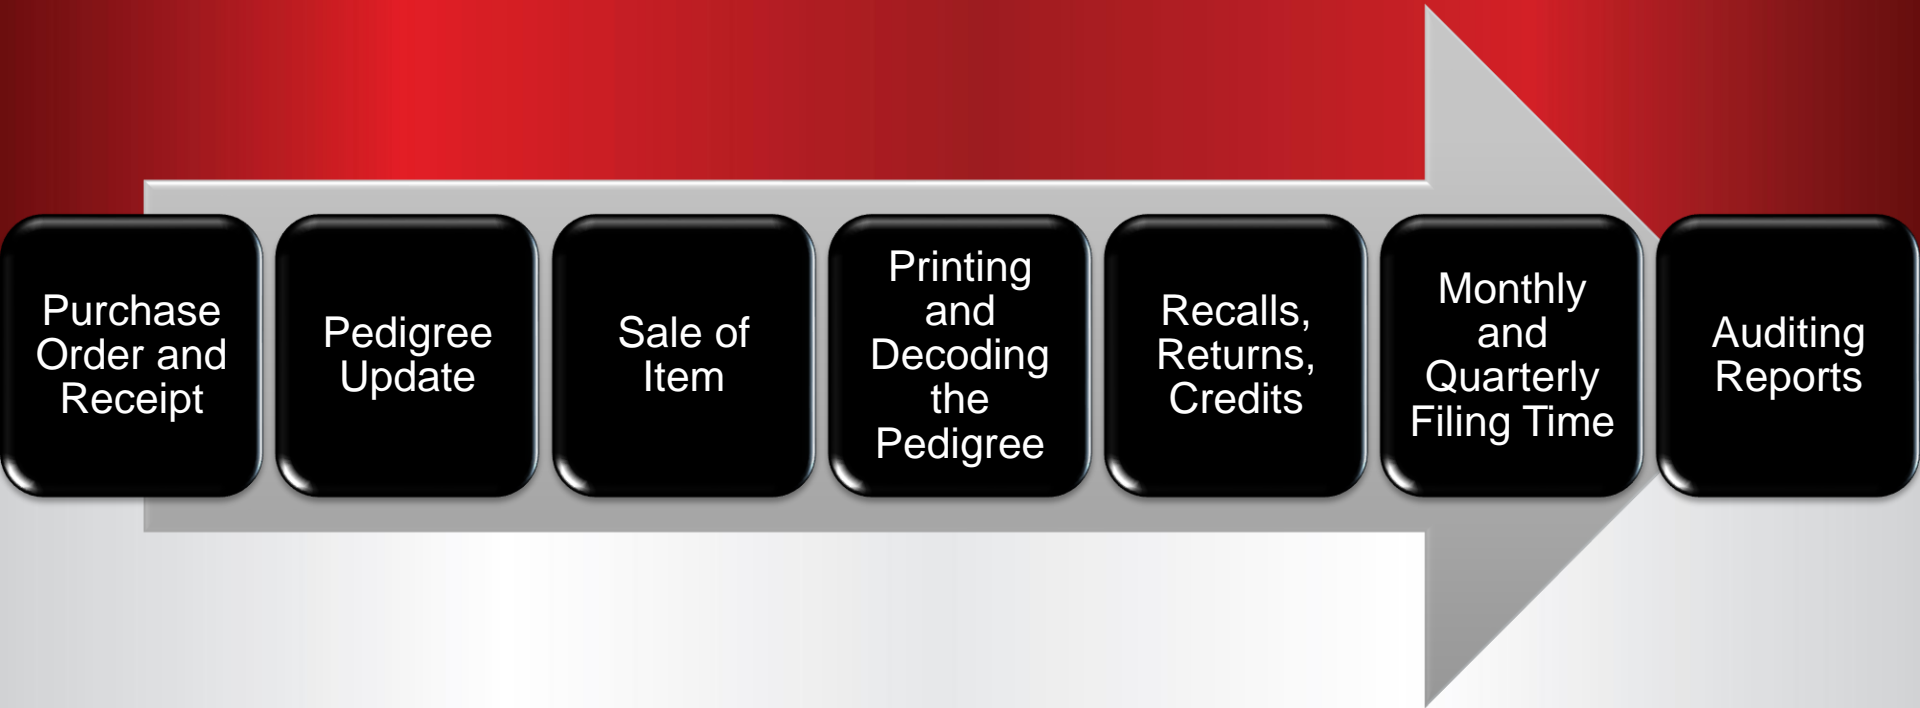 Purchase
Order and
Receipt
Pedigree
Update
Sale of
Item
Printing
and
Decoding
the
Pedigree
Recalls,
Returns,
Credits
Monthly
and
Quarterly
Filing Time
Auditing
Reports